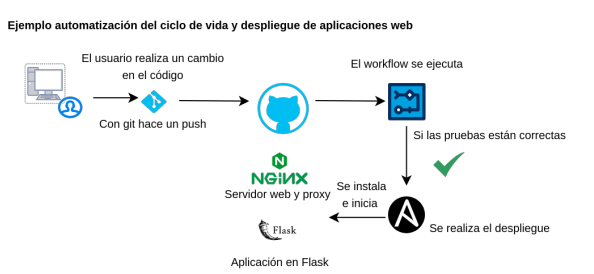 Ejemplo automatización del ciclo de vida y despliegue de aplicaciones web
El usuario realiza un cambio
en el código
Con git hace un push
El workflow se ejecuta
Si las pruebas están correctas
NGINX
Servidor web y proxy
Se instala
e inicia
Se realiza el despliegue
Flask
Aplicación en Flask